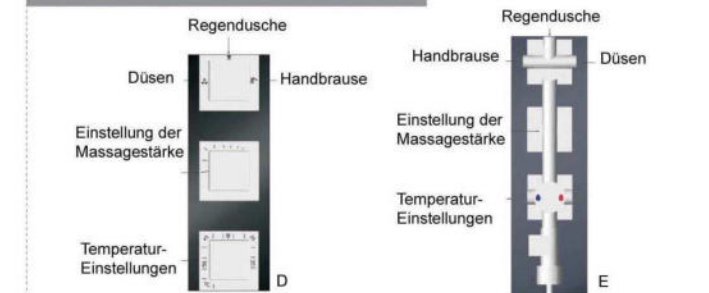 Regendusche
Düsen
Handbrause
Einstellung der
Massagestärke
Temperatur-
Einstellungen
D
Regendusche
Handbrause
Düsen
Einstellung der
Massagestärke
Temperatur-
Einstellungen
E